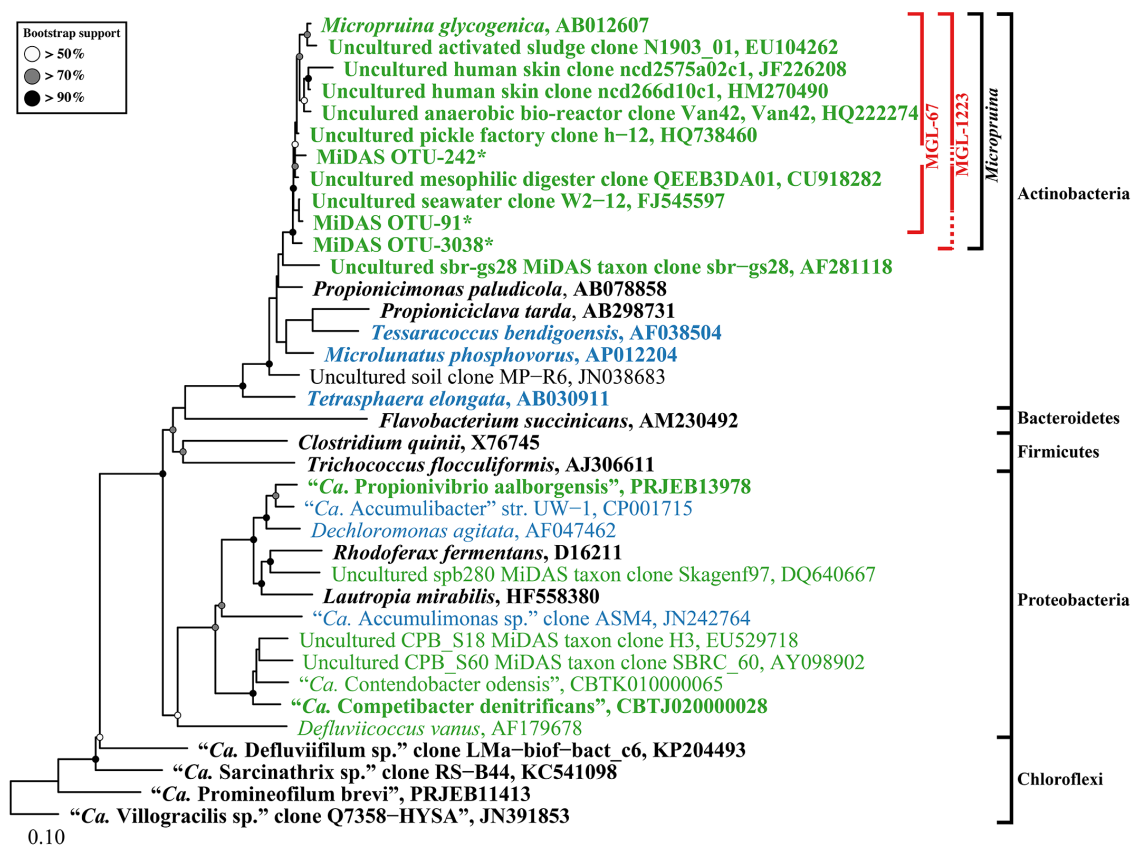 Bootstrap support
> 50%
> 70%
> 90%
Micropruina glycogenica, AB012607
Uncultured activated sludge clone N1903_01, EU104262
Uncultured human skin clone ncd2575a02c1, JF226208
Uncultured human skin clone ncd266d10c1, HM270490
Unculured anaerobic bio-reactor clone Van42, Van42, HQ222274
Uncultured pickle factory clone h−12, HQ738460
MiDAS OTU-242*
Uncultured mesophilic digester clone QEEB3DA01, CU918282
Uncultured seawater clone W2−12, FJ545597
MiDAS OTU-91*
MiDAS OTU-3038*
Uncultured sbr-gs28 MiDAS taxon clone sbr−gs28, AF281118
Propionicimonas paludicola, AB078858
Propioniciclava tarda, AB298731
Tessaracoccus bendigoensis, AF038504
Microlunatus phosphovorus, AP012204
Uncultured soil clone MP−R6, JN038683
Tetrasphaera elongata, AB030911
Flavobacterium succinicans, AM230492
Clostridium quinii, X76745
Trichococcus flocculiformis, AJ306611
“Ca. Propionivibrio aalborgensis”, PRJEB13978
“Ca. Accumulibacter” str. UW−1, CP001715
Dechloromonas agitata, AF047462
Rhodoferax fermentans, D16211
Uncultured spb280 MiDAS taxon clone Skagenf97, DQ640667
Lautropia mirabilis, HF558380
“Ca. Accumulimonas sp.” clone ASM4, JN242764
Uncultured CPB_S18 MiDAS taxon clone H3, EU529718
Uncultured CPB_S60 MiDAS taxon clone SBRC_60, AY098902
“Ca. Contendobacter odensis”, CBTK010000065
“Ca. Competibacter denitrificans”, CBTJ020000028
Defluviicoccus vanus, AF179678
“Ca. Defluviifilum sp.” clone LMa−biof−bact_c6, KP204493
“Ca. Sarcinathrix sp.” clone RS−B44, KC541098
“Ca. Promineofilum brevi”, PRJEB11413
“Ca. Villogracilis sp.” clone Q7358−HYSA”, JN391853
0.10
MGL-67
MGL-1223
Micropruina
Actinobacteria
Bacteroidetes
Firmicutes
Proteobacteria
Chloroflexi